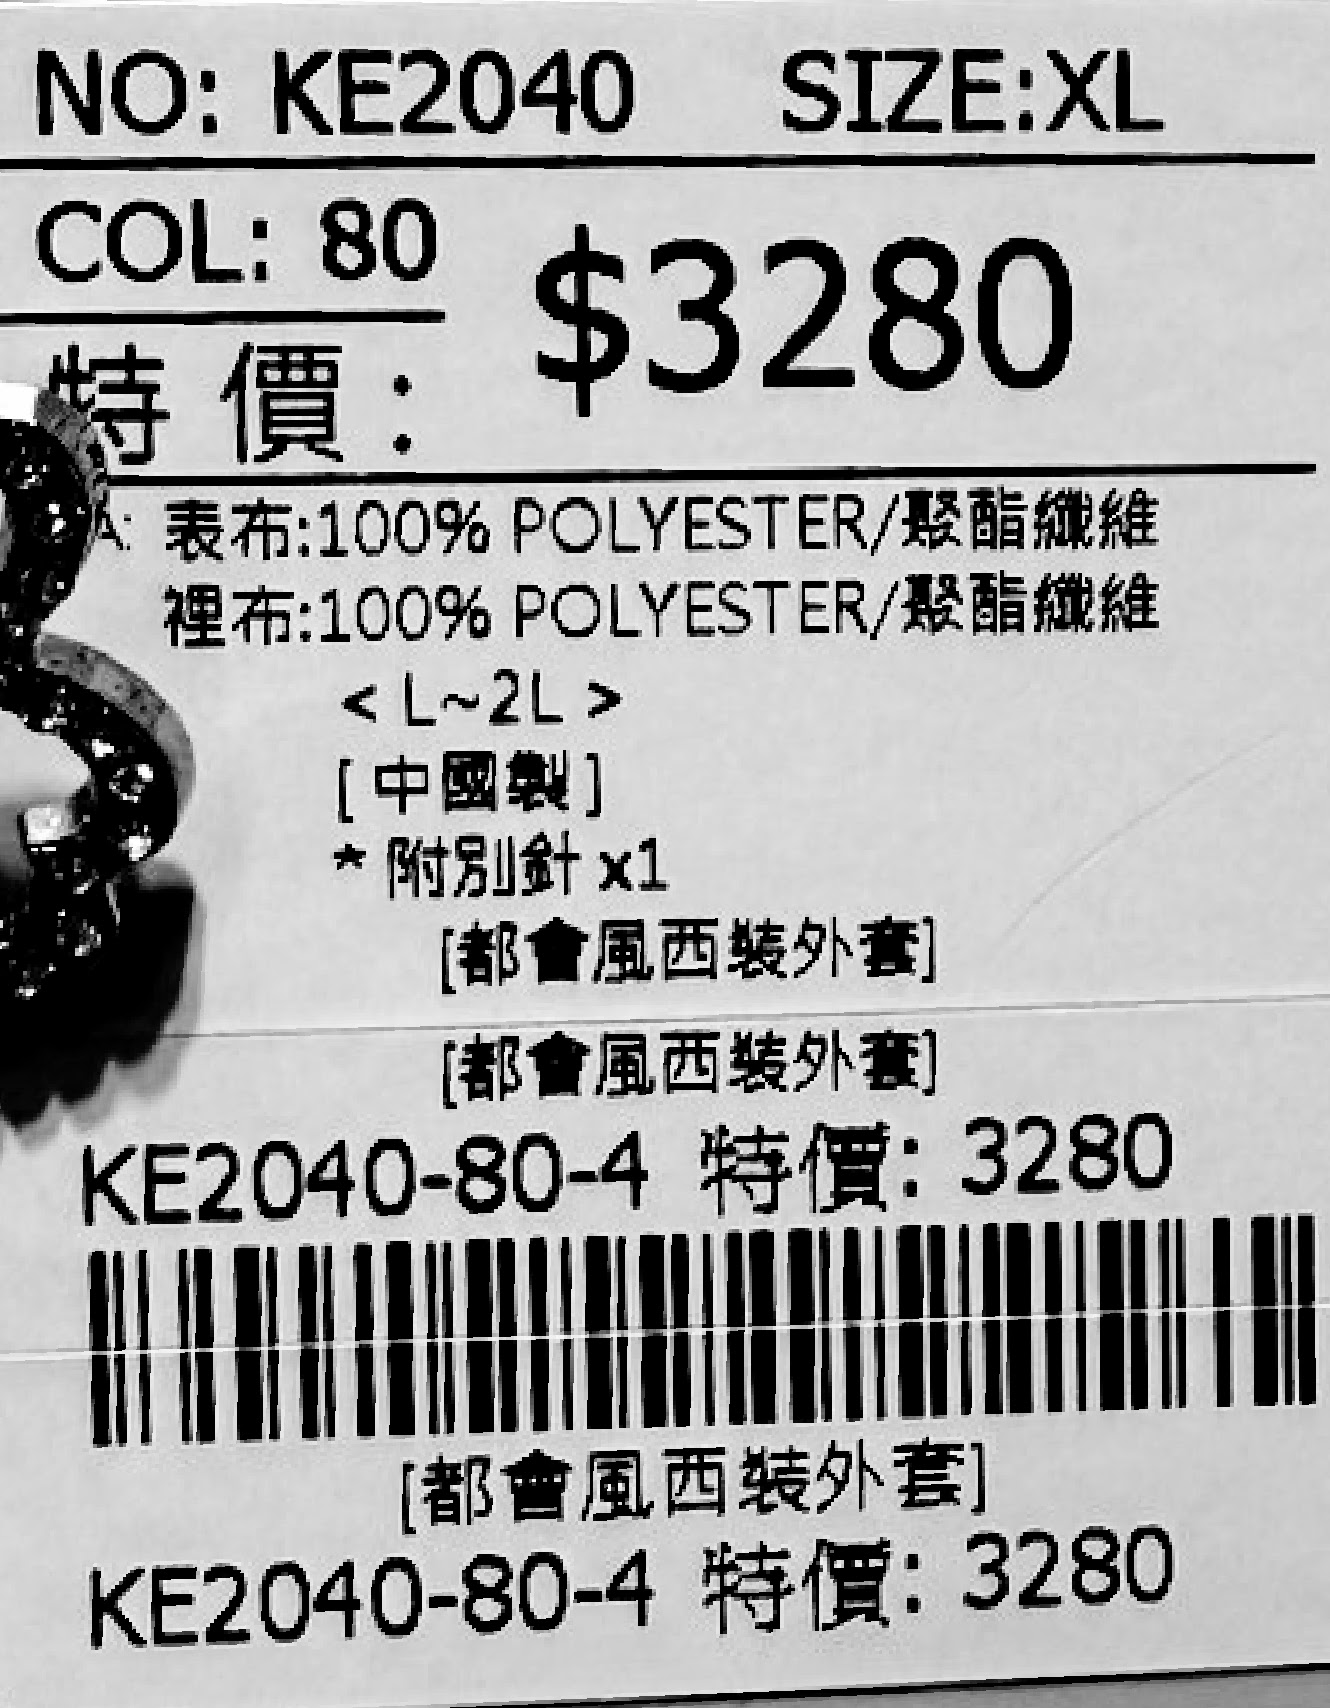 NO: KE2040 SIZE:XL
COL: 80
$3280
特價:
A: 表布:100% POLYESTER/聚酯纖維
裡布:100% POLYESTER/聚酯纖維
< L~2L >
[ 中國製 ]
* 附別針 x1
[都會風西裝外套]
[都會風西裝外套]
KE2040-80-4 特價: 3280
[都會風西裝外套]
KE2040-80-4 特價: 3280